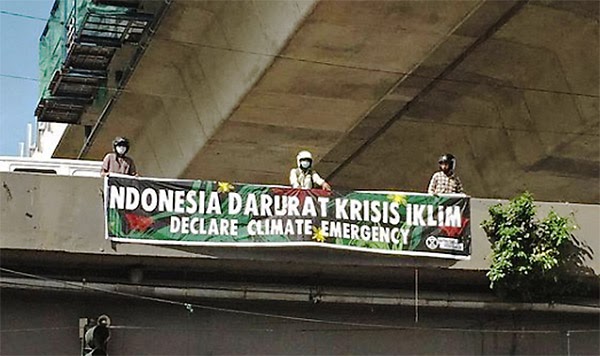 NDONESIA DARURAT KRISIS IKLIM
DECLARE CLIMATE EMERGENCY